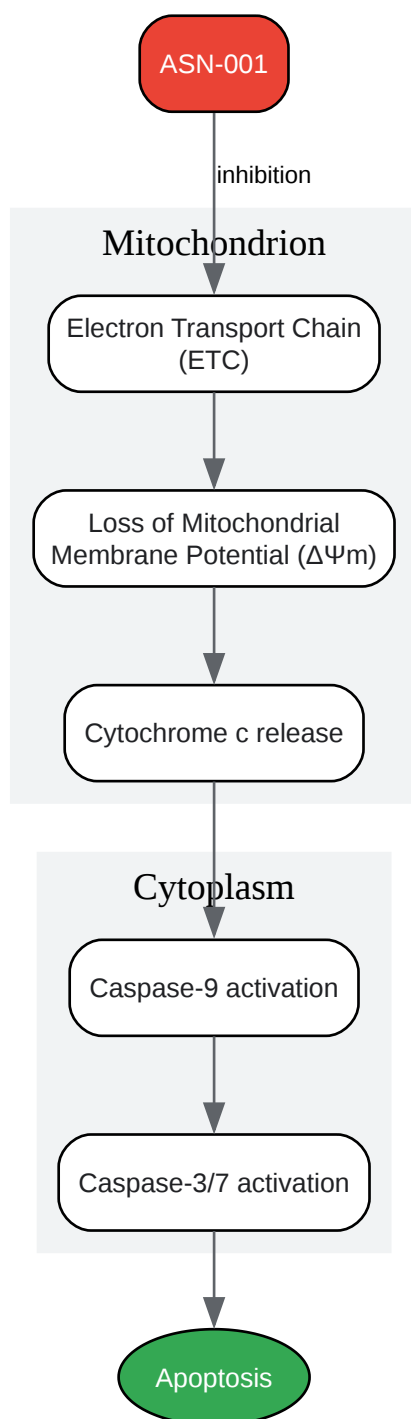 ASN-001
inhibition
Mitochondrion
Electron Transport Chain
(ETC)
Loss of Mitochondrial
Membrane Potential (ΔΨm)
Cytochrome c release
Cytoplasm
Caspase-9 activation
Caspase-3/7 activation
Apoptosis